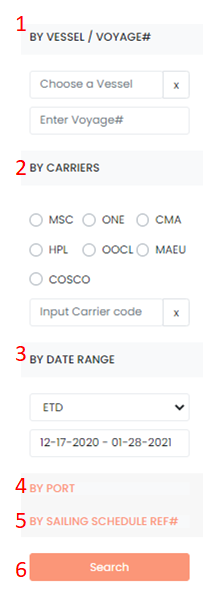 1 BY VESSEL / VOYAGE#
Choose a Vessel x
Enter Voyage#
2 BY CARRIERS
MSC ONE CMA
HPL OOCL MAEU
COSCO
Input Carrier code x
3 BY DATE RANGE
ETD
12-17-2020 - 01-28-2021
4 BY PORT
5 BY SAILING SCHEDULE REF#
6 Search